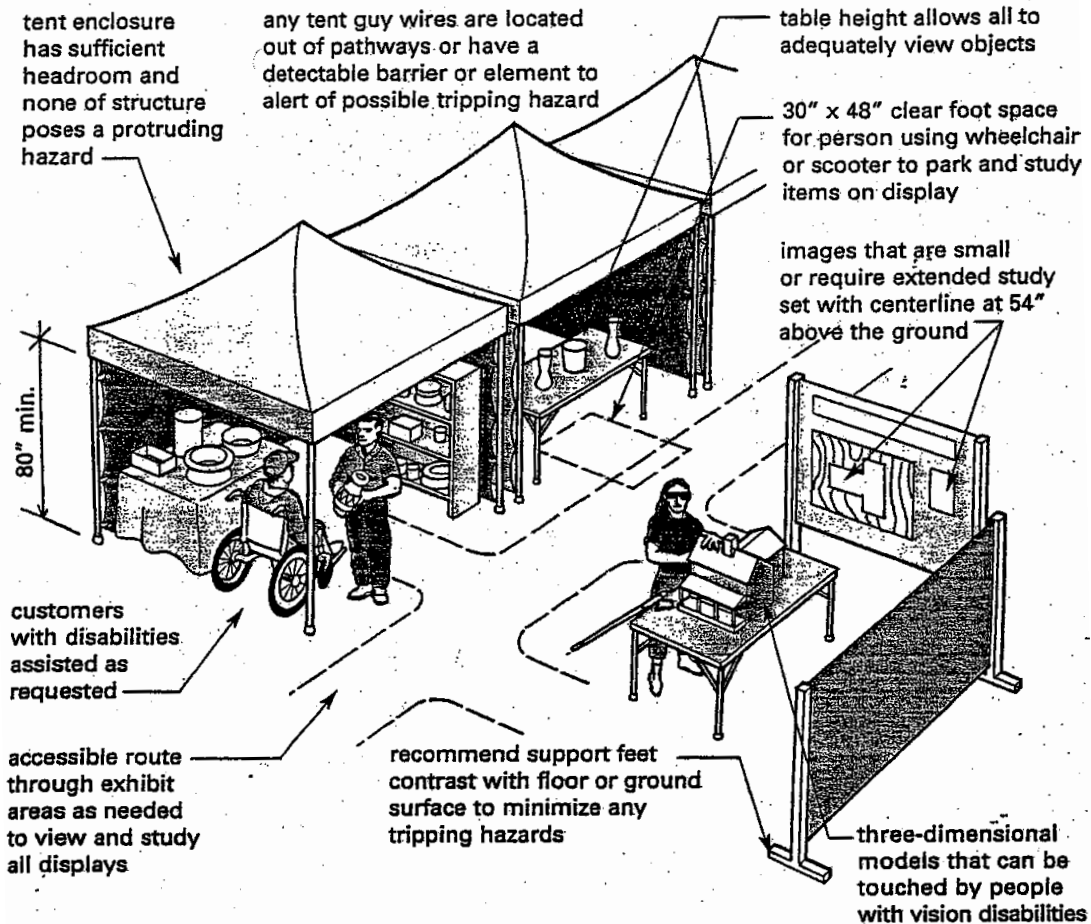 tent enclosure
has sufficient
headroom and
none of structure
poses a protruding
hazard
any tent guy wires are located
out of pathways or have a
detectable barrier or element to
alert of possible tripping hazard
table height allows all to
adequately view objects
30" x 48" clear foot space
for person using wheelchair
or scooter to park and study
items on display
images that are small
or require extended study
set with centerline at 54"
above the ground
80" min.
customers
with disabilities
assisted as
requested
accessible route
through exhibit
areas as needed
to view and study
all displays
recommend support feet
contrast with floor or ground
surface to minimize any
tripping hazards
three-dimensional
models that can be
touched by people
with vision disabilities